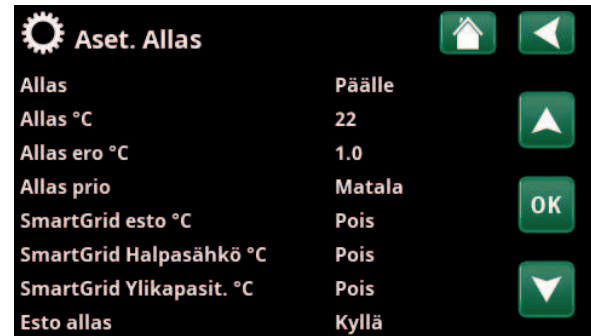 Aset. Allas
Allas Päälle
Allas °C 22
Allas ero °C 1.0
Allas prio Matala
OK
SmartGrid esto °C Pois
SmartGrid Halpasähkö °C Pois
SmartGrid Ylikapasit. °C Pois
Esto allas Kyllä